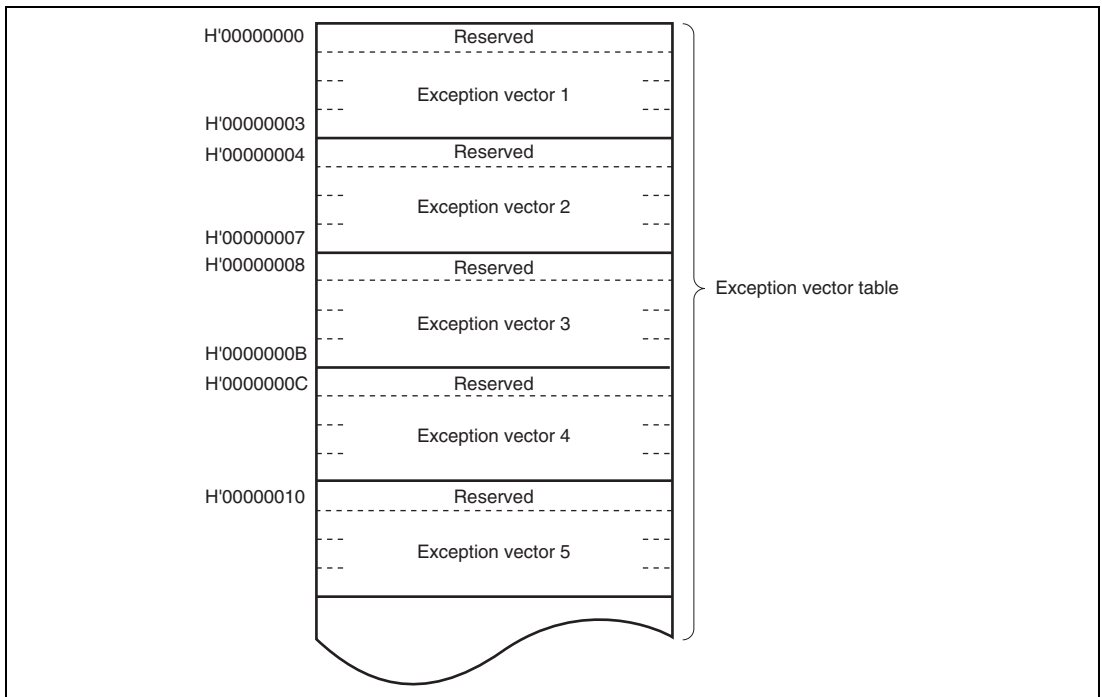 H'00000000 Reserved
Exception vector 1
H'00000003
H'00000004 Reserved
Exception vector 2
H'00000007
H'00000008 Reserved
Exception vector table
Exception vector 3
H'0000000B
H'0000000C Reserved
Exception vector 4
H'00000010 Reserved
Exception vector 5